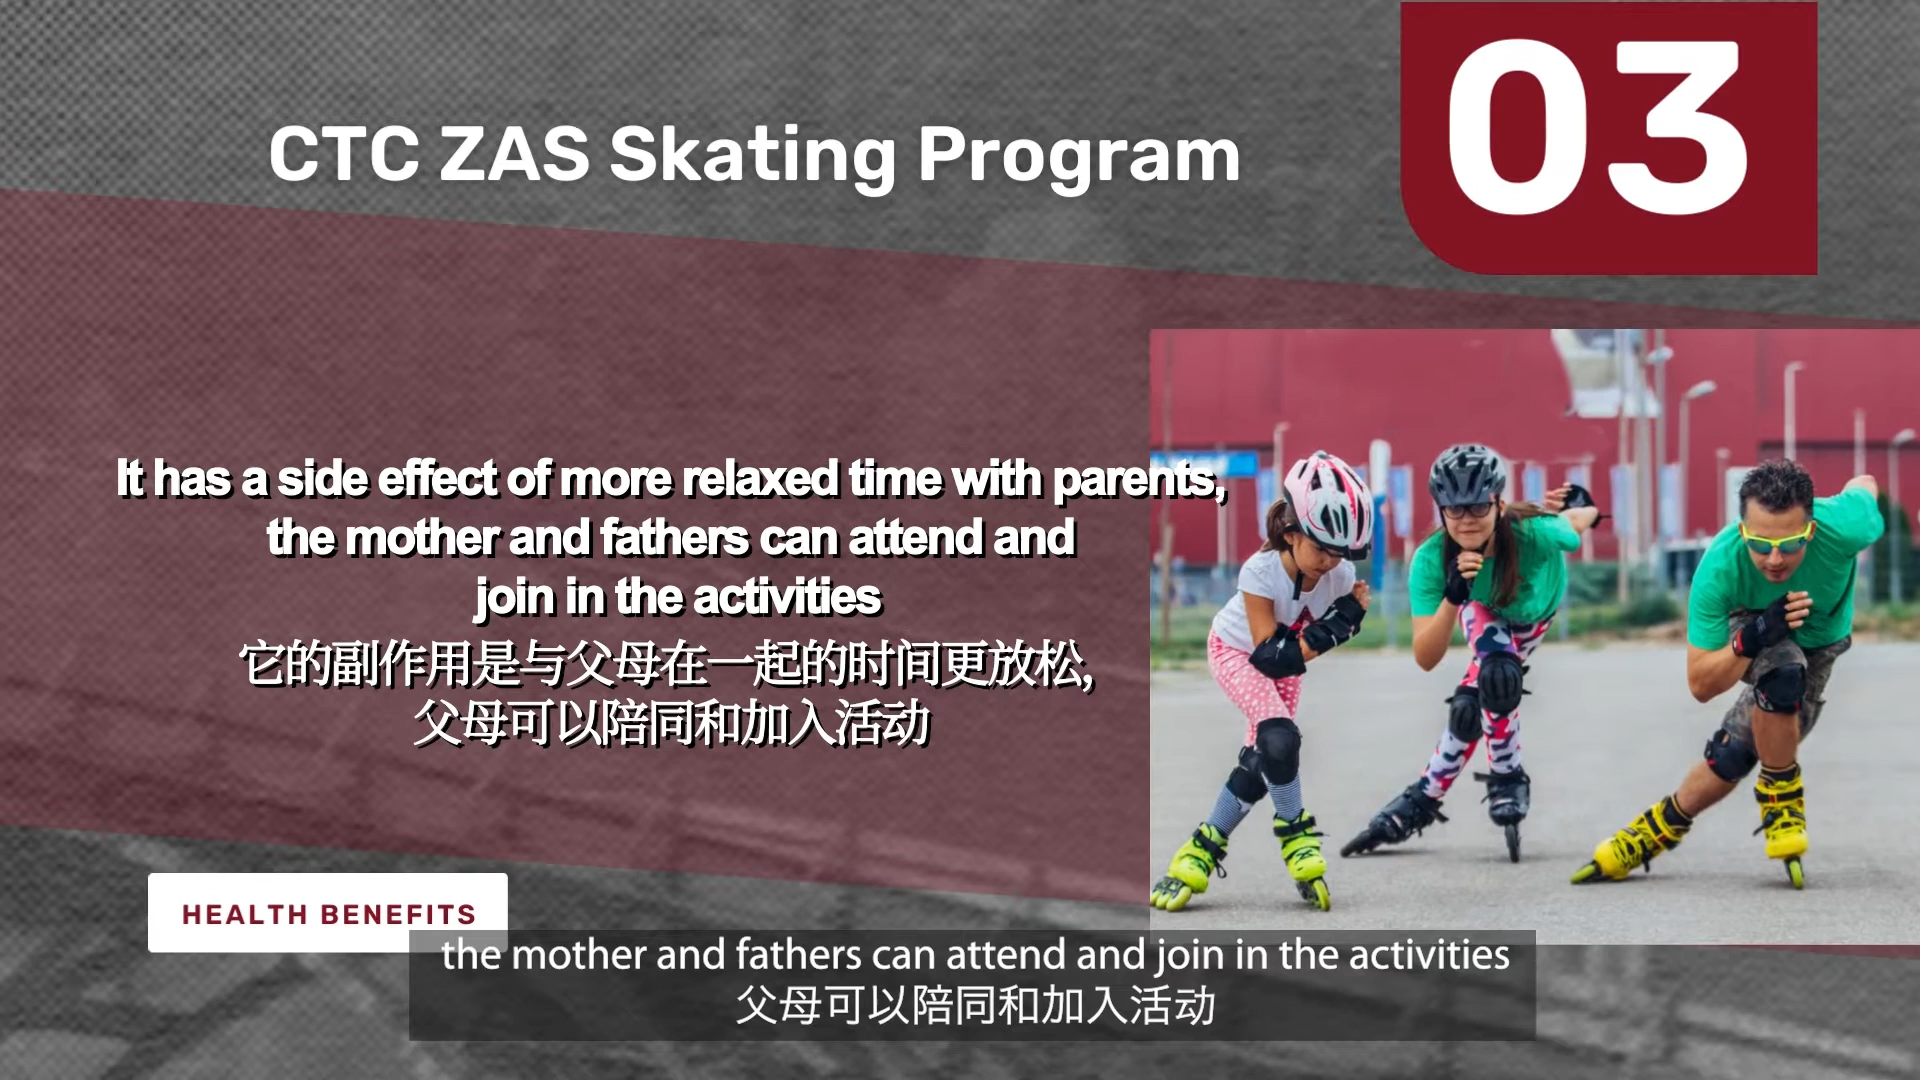 03
CTC ZAS Skating Program
It has a side effect of more relaxed time with parents,
the mother and fathers can attend and
join in the activities
它的副作用是与父母在一起的时间更放松,
父母可以陪同和加入活动
HEALTH BENEFITS
the mother and fathers can attend and join in the activities
父母可以陪同和加入活动